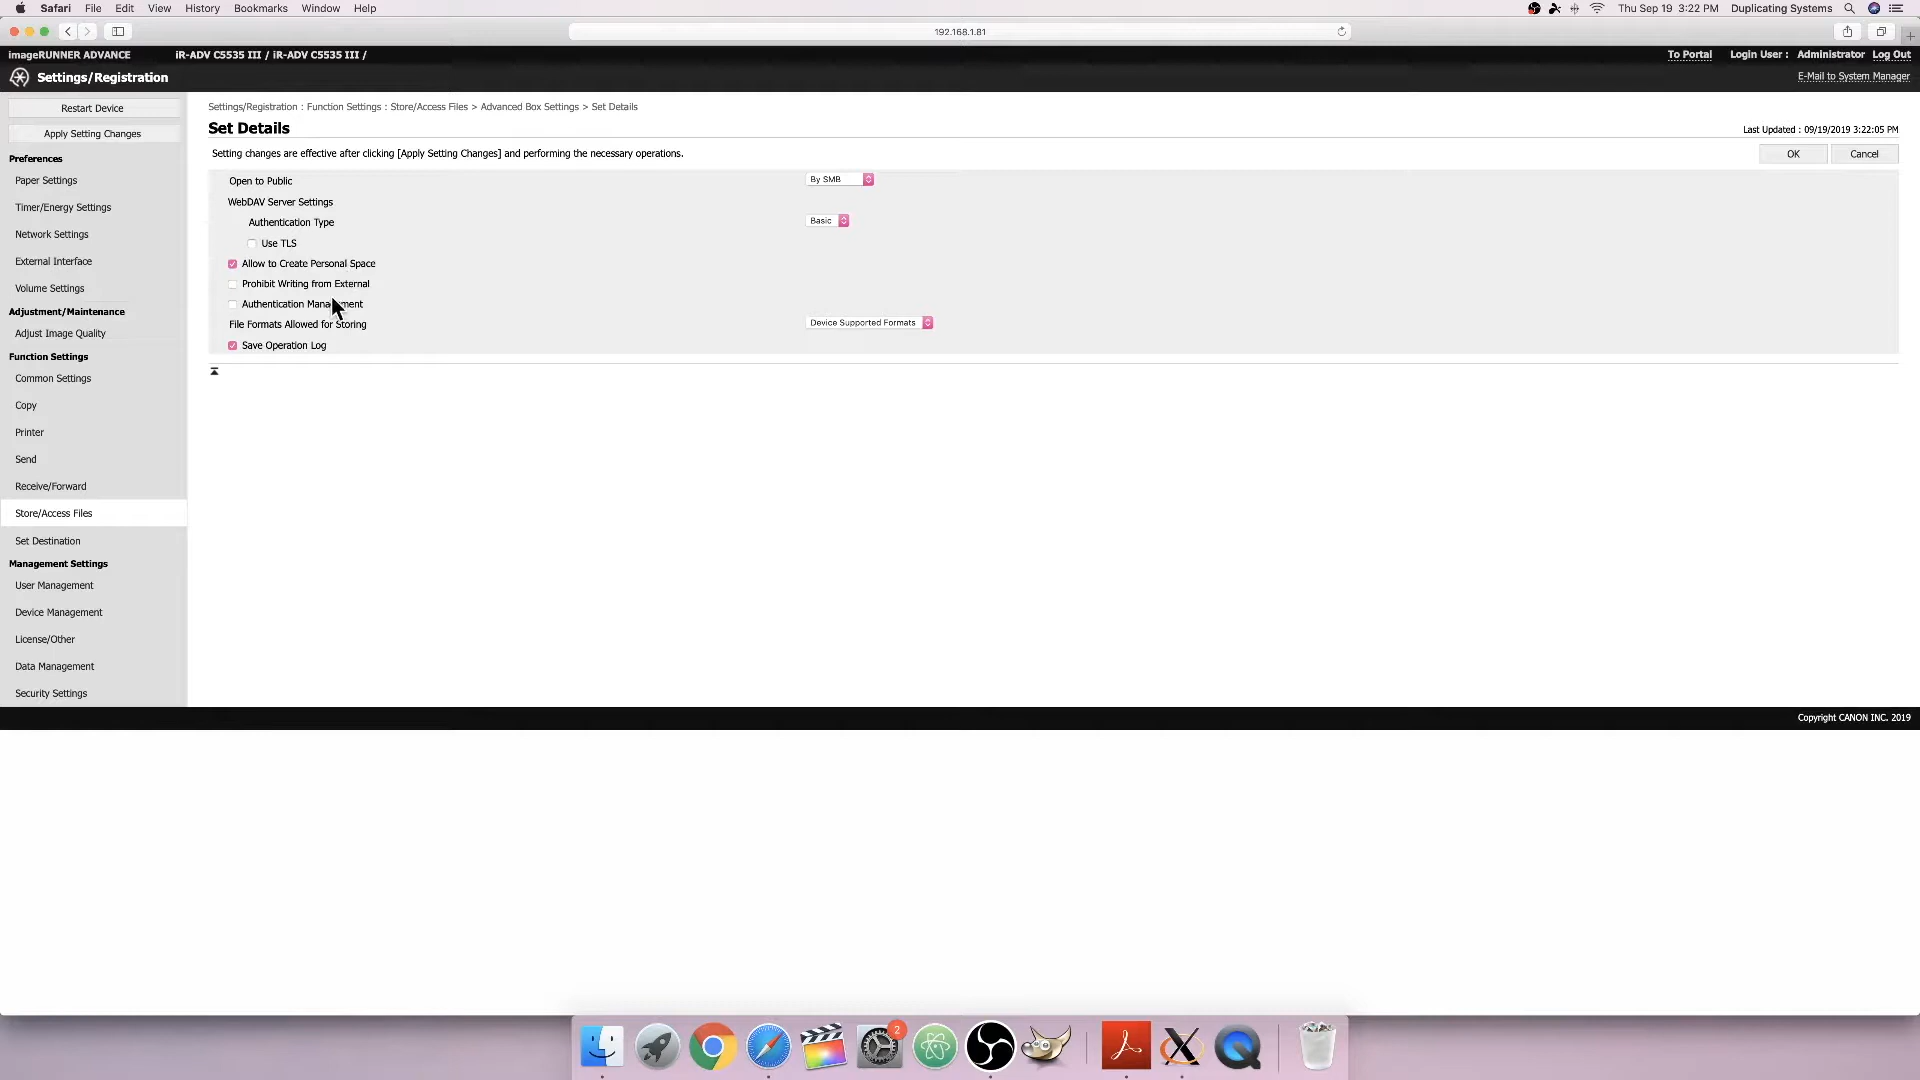 Safari File Edit View History Bookmarks Window Help Thu Sep 19 3:22 PM Duplicating Systems
192.168.1.81
imageRUNNER ADVANCE iR-ADV C5535 III / iR-ADV C5535 III / To Portal Login User : Administrator Log Out
Settings/Registration E-Mail to System Manager
Restart Device
Apply Setting Changes
Preferences
Paper Settings
Timer/Energy Settings
Network Settings
External Interface
Volume Settings
Adjustment/Maintenance
Adjust Image Quality
Function Settings
Common Settings
Copy
Printer
Send
Receive/Forward
Store/Access Files
Set Destination
Management Settings
User Management
Device Management
License/Other
Data Management
Security Settings
Settings/Registration : Function Settings : Store/Access Files > Advanced Box Settings > Set Details
Set Details
Last Updated : 09/19/2019 3:22:05 PM
Setting changes are effective after clicking [Apply Setting Changes] and performing the necessary operations.
OK Cancel
Open to Public By SMB
WebDAV Server Settings
Authentication Type Basic
Use TLS
Allow to Create Personal Space
Prohibit Writing from External
Authentication Management
File Formats Allowed for Storing Device Supported Formats
Save Operation Log
Copyright CANON INC. 2019
2